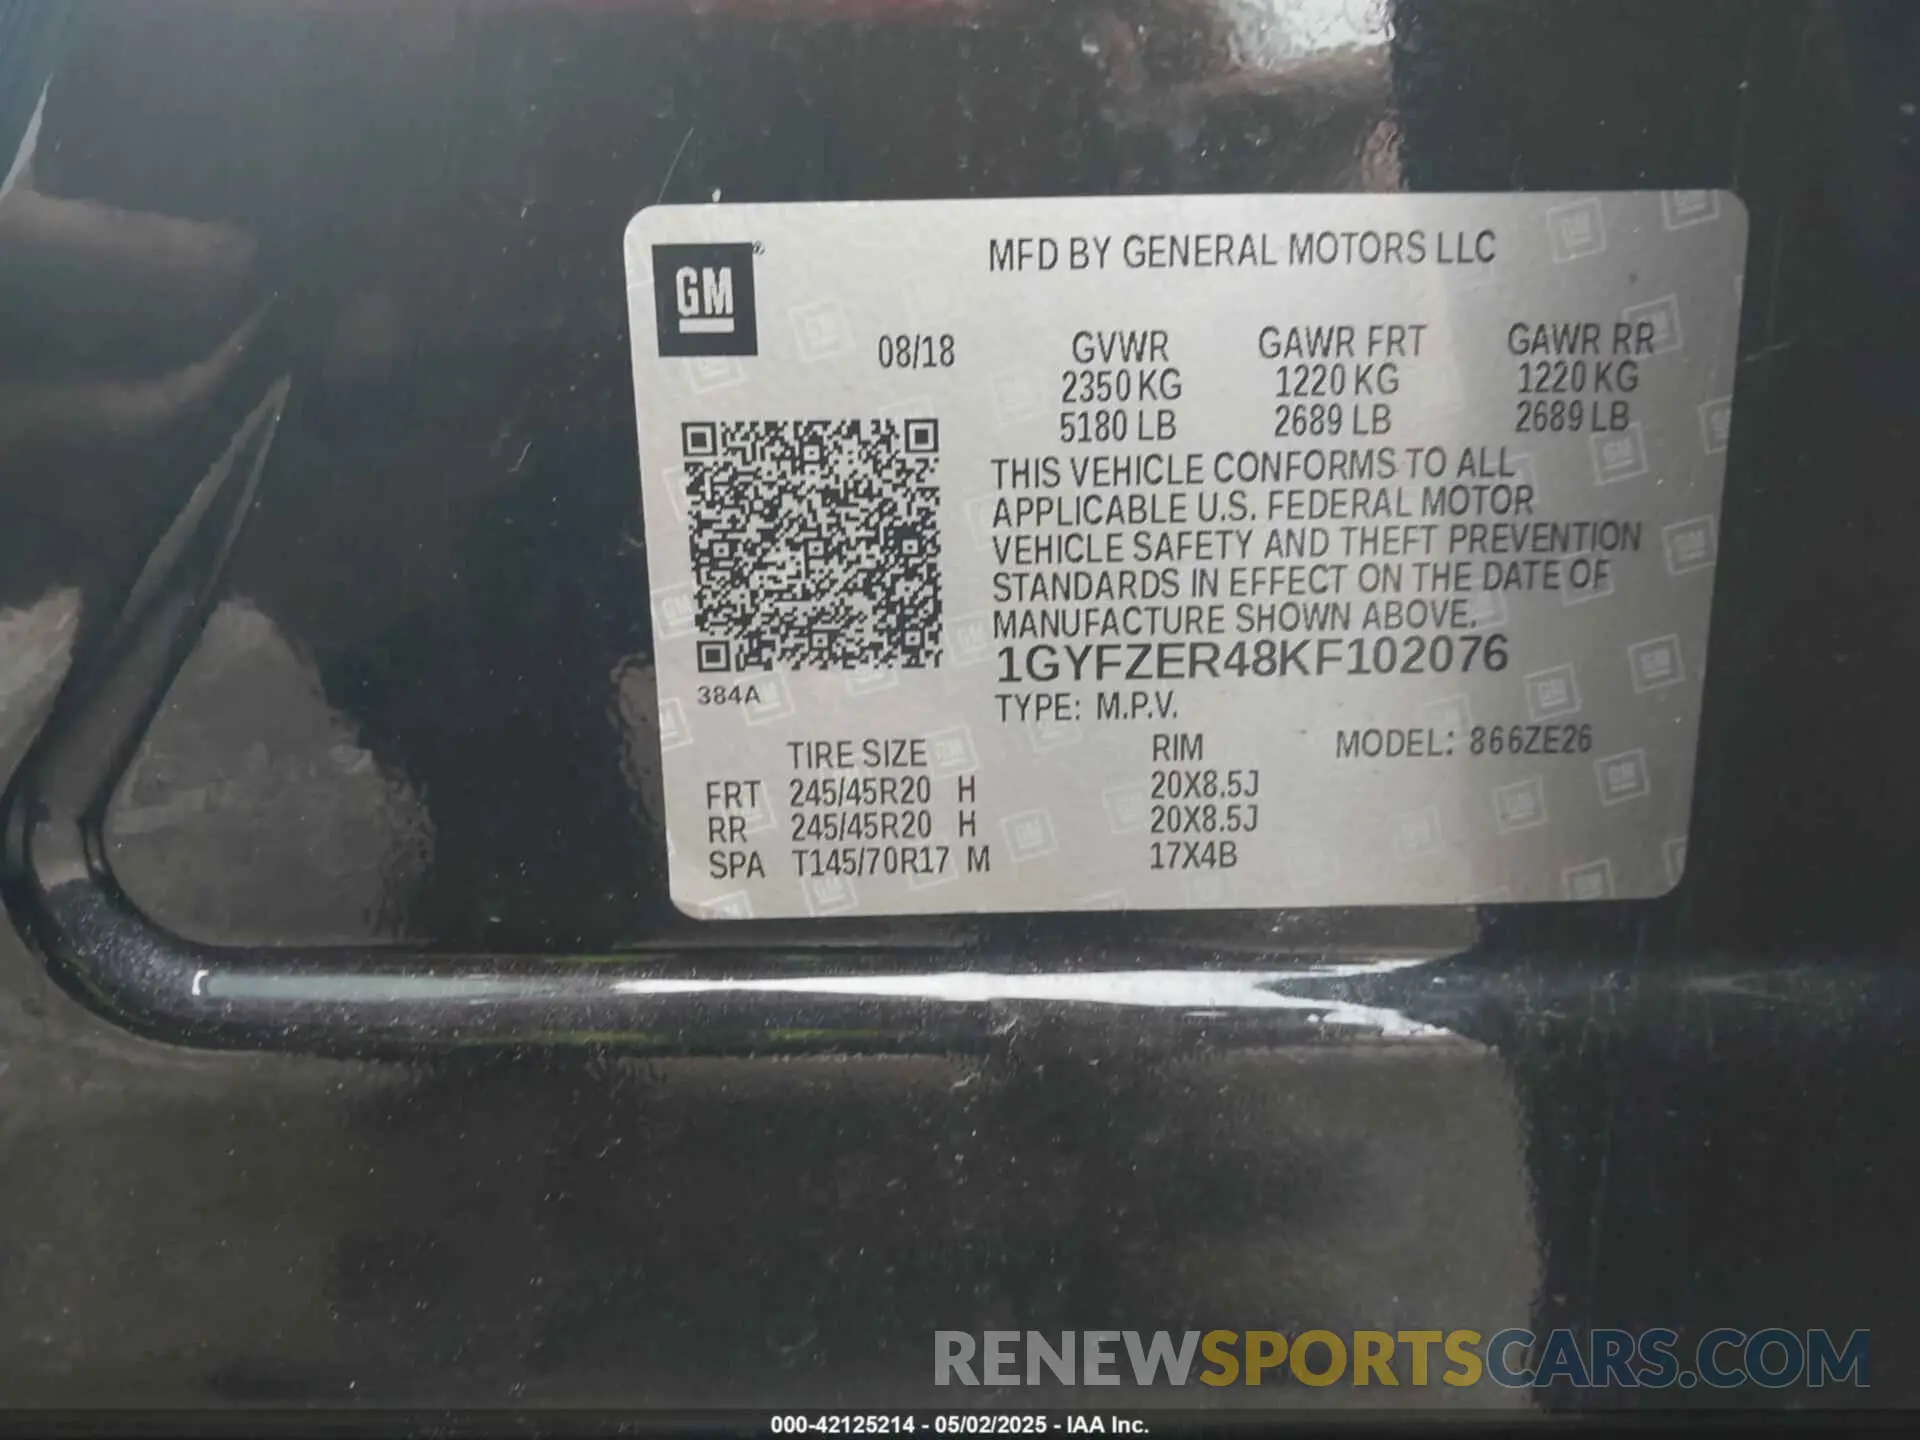 GM ®
MFD BY GENERAL MOTORS LLC
08/18 GVWR GAWR FRT GAWR RR
2350 KG 1220 KG 1220 KG
5180 LB 2689 LB 2689 LB
THIS VEHICLE CONFORMS TO ALL
APPLICABLE U.S. FEDERAL MOTOR
VEHICLE SAFETY AND THEFT PREVENTION
STANDARDS IN EFFECT ON THE DATE OF
MANUFACTURE SHOWN ABOVE.
1GYFZER48KF102076
384A
TYPE: M.P.V.
TIRE SIZE RIM MODEL: 866ZE26
FRT 245/45R20 H 20X8.5J
RR 245/45R20 H 20X8.5J
SPA T145/70R17 M 17X4B
RENEWSPORTSCARS.COM
000-42125214 - 05/02/2025 - IAA Inc.